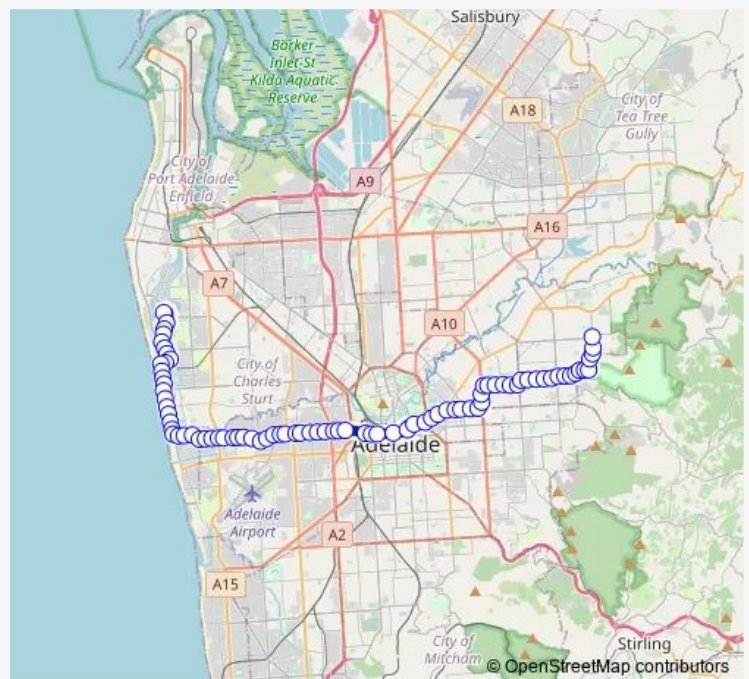 Salisbury
Barker
Inlet-St
Kilda Aquatic
Reserve
A18
City of
Tea Tree
Gully
City of
Port Adelaide
Enfield
A9
A16
A7
A10
City of
Charles
Sturt
Adelaide
Adelaide
Airport
A2
A15
City of
Mitcham
Stirling
© OpenStreetMap contributors